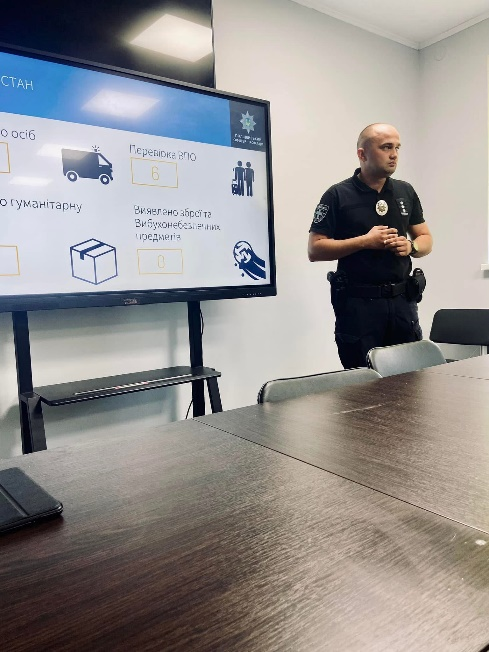 СТАН
о осіб
Перевірка ВПО
6
о гуманітарну
Виявлено зброї та
Вибухонебезпечних
предметів
0